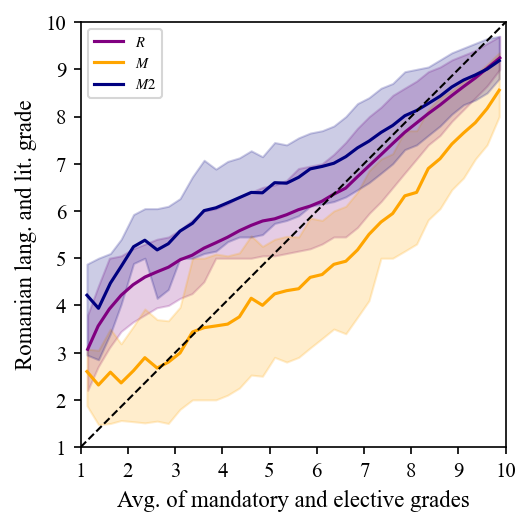 10
9
8
7
6
5
4
3
2
1
Romanian lang. and lit. grade
R
M
M2
1 2 3 4 5 6 7 8 9 10
Avg. of mandatory and elective grades